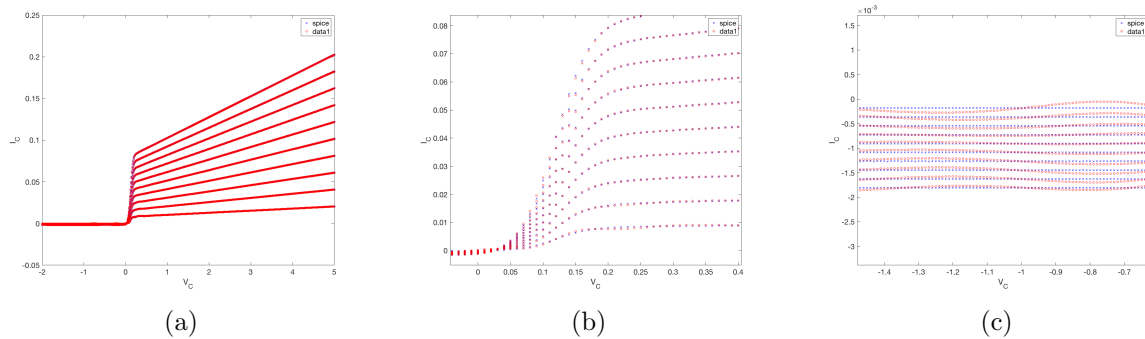 0.25
0.2
0.15
0.1
0.05
0
-0.05
I_C
-2 -1 0 1 2 3 4 5
V_C
spice
data1
(a)
0.08
0.07
0.06
0.05
0.04
0.03
0.02
0.01
0
I_C
0 0.05 0.1 0.15 0.2 0.25 0.3 0.35 0.4
V_C
spice
data1
(b)
×10^-3
1.5
1
0.5
0
-0.5
-1
-1.5
-2
-2.5
-3
I_C
-1.4 -1.3 -1.2 -1.1 -1 -0.9 -0.8 -0.7
V_C
spice
data1
(c)